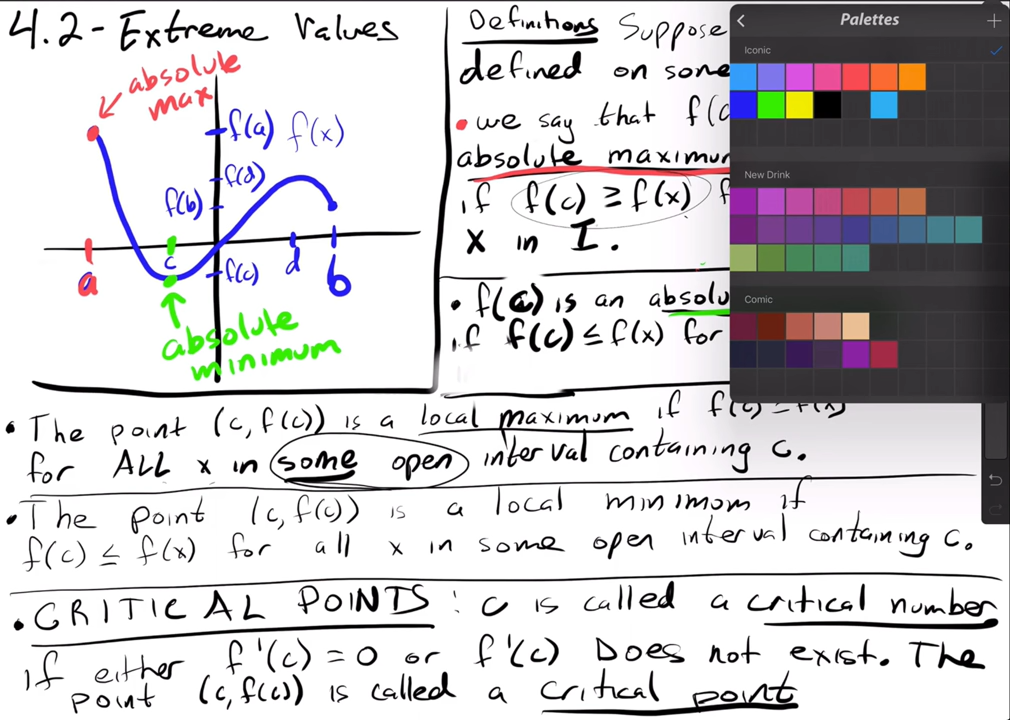 4.2 - Extreme Values
absolute
max
f(a) f(x)
f(d)
f(b)
a
c
f(c)
d
b
absolute
minimum
Definitions Suppose
defined on some
• we say that f(c
absolute maximum
if f(c) ≥ f(x) f
x in I.
• f(c) is an absolu
if f(c) ≤ f(x) for
Palettes
Iconic
New Drink
Comic
• The point (c, f(c)) is a local maximum if f(c) ≥ f(x)
for ALL x in some open interval containing c.
• The point (c, f(c)) is a local minimum if
f(c) ≤ f(x) for all x in some open interval containing c.
• CRITICAL POINTS : c is called a critical number
if either f'(c) = 0 or f'(c) Does not exist. The
point (c, f(c)) is called a critical point